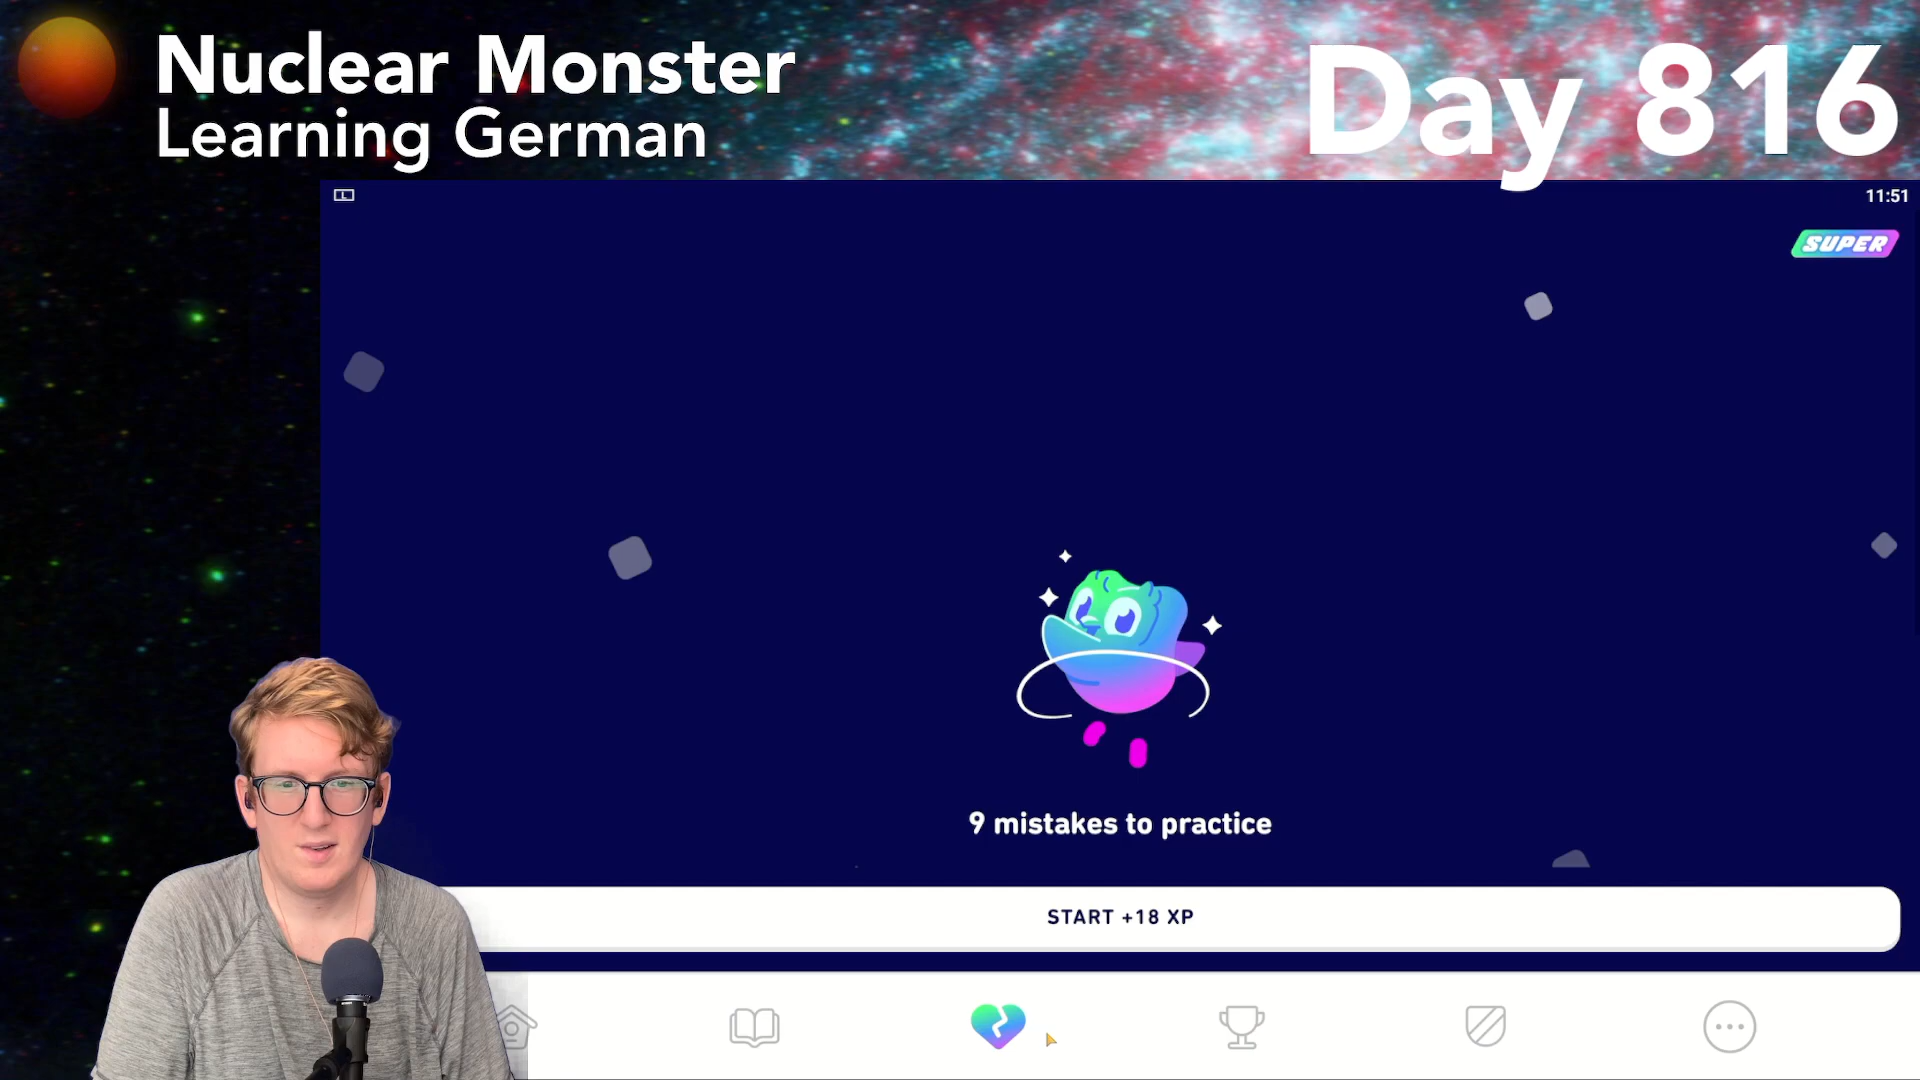 Nuclear Monster
Learning German
Day 816
L
11:51
SUPER
9 mistakes to practice
START +18 XP